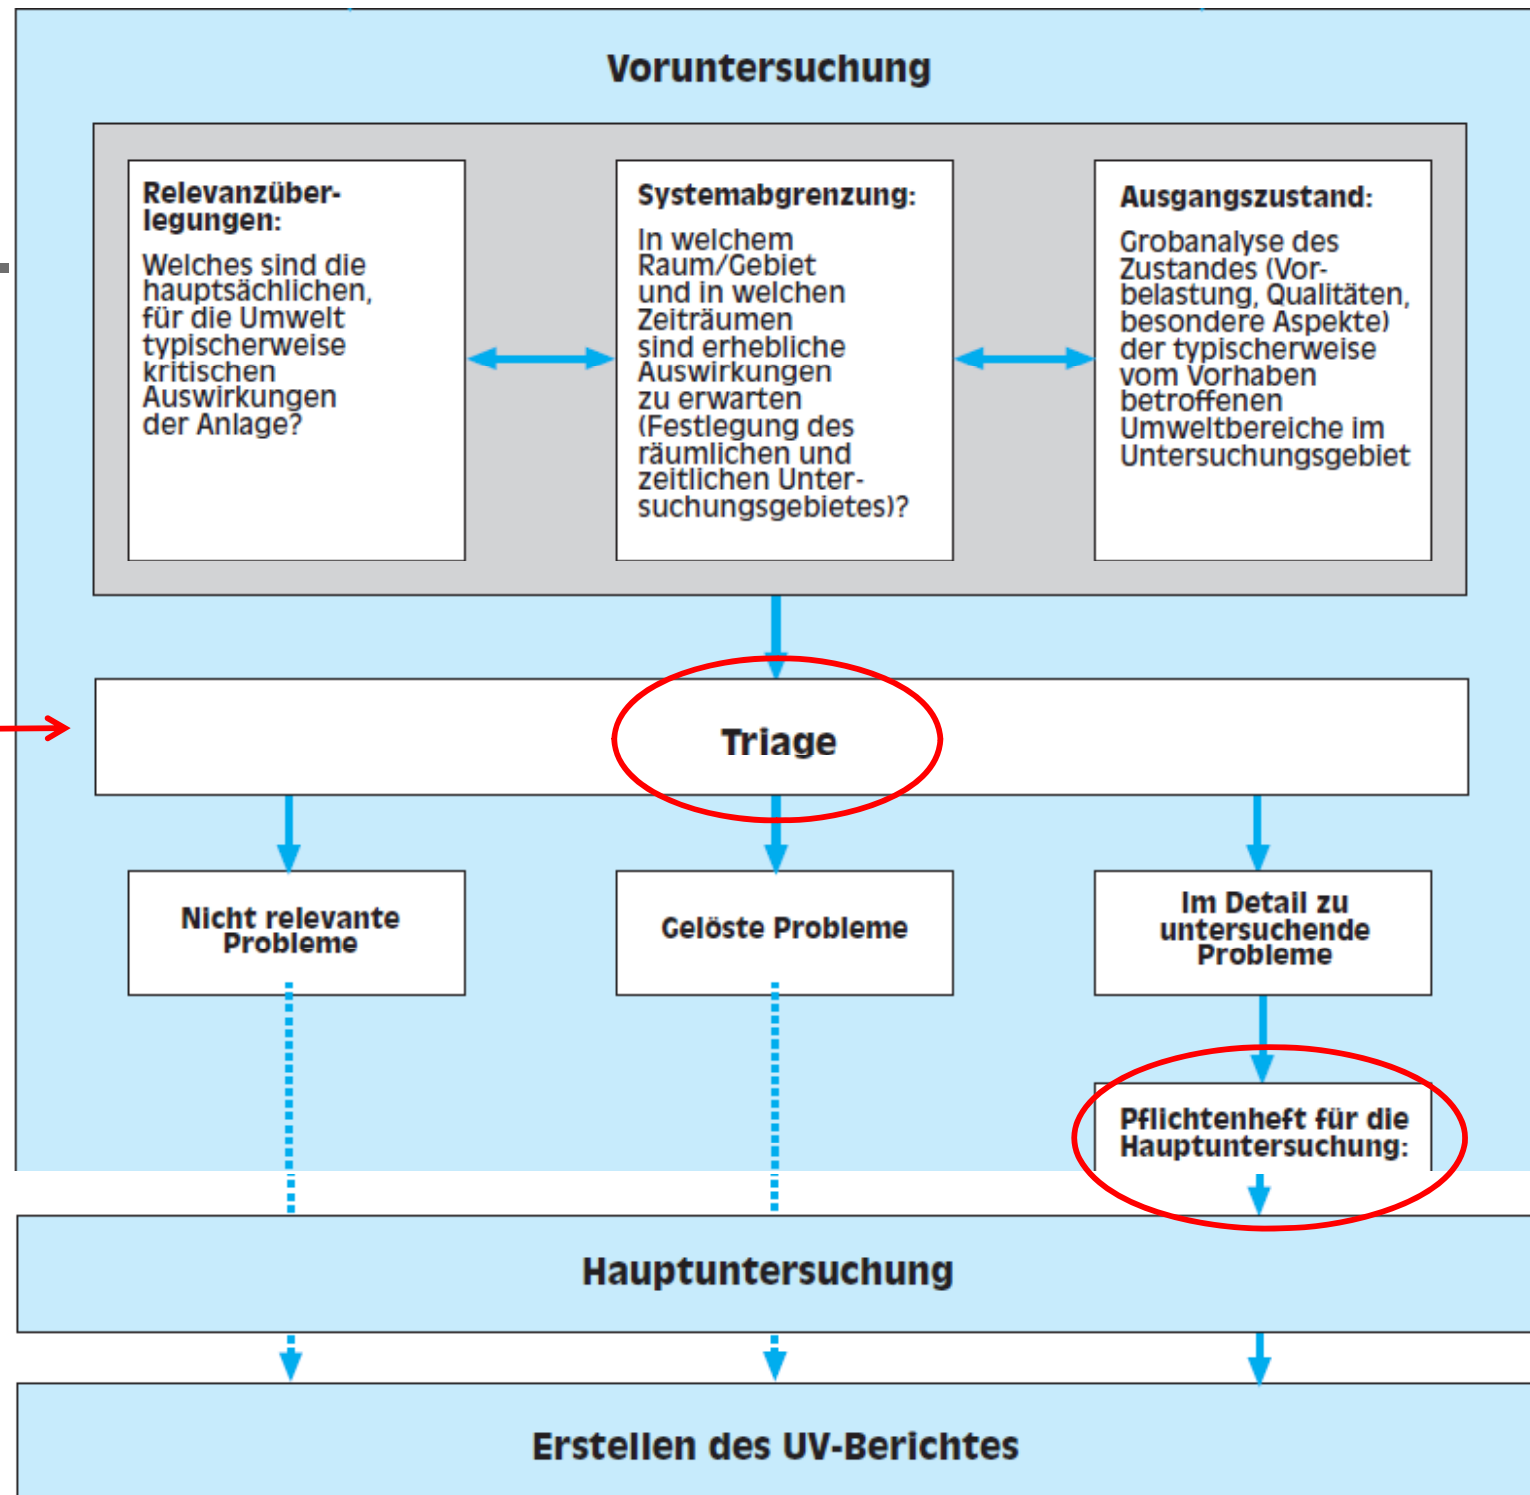 Voruntersuchung
Relevanzüber-
legungen:
Welches sind die
hauptsächlichen,
für die Umwelt
typischerweise
kritischen
Auswirkungen
der Anlage?
Systemabgrenzung:
In welchem
Raum/Gebiet
und in welchen
Zeiträumen
sind erhebliche
Auswirkungen
zu erwarten
(Festlegung des
räumlichen und
zeitlichen Unter-
suchungsgebietes)?
Ausgangszustand:
Grobanalyse des
Zustandes (Vor-
belastung, Qualitäten,
besondere Aspekte)
der typischerweise
vom Vorhaben
betroffenen
Umweltbereiche im
Untersuchungsgebiet
Triage
Nicht relevante
Probleme
Gelöste Probleme
Im Detail zu
untersuchende
Probleme
Pflichtenheft für die
Hauptuntersuchung:
Hauptuntersuchung
Erstellen des UV-Berichtes